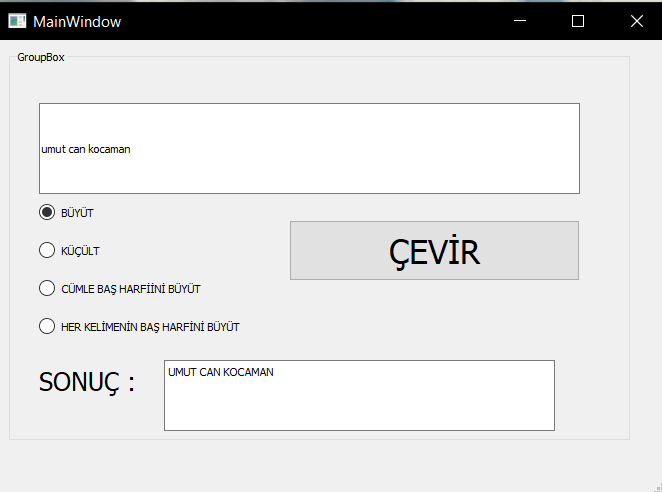 MainWindow
GroupBox
umut can kocaman
BÜYÜT
KÜÇÜLT
ÇEVİR
CÜMLE BAŞ HARFİİNİ BÜYÜT
HER KELİMENİN BAŞ HARFİNİ BÜYÜT
SONUÇ :
UMUT CAN KOCAMAN